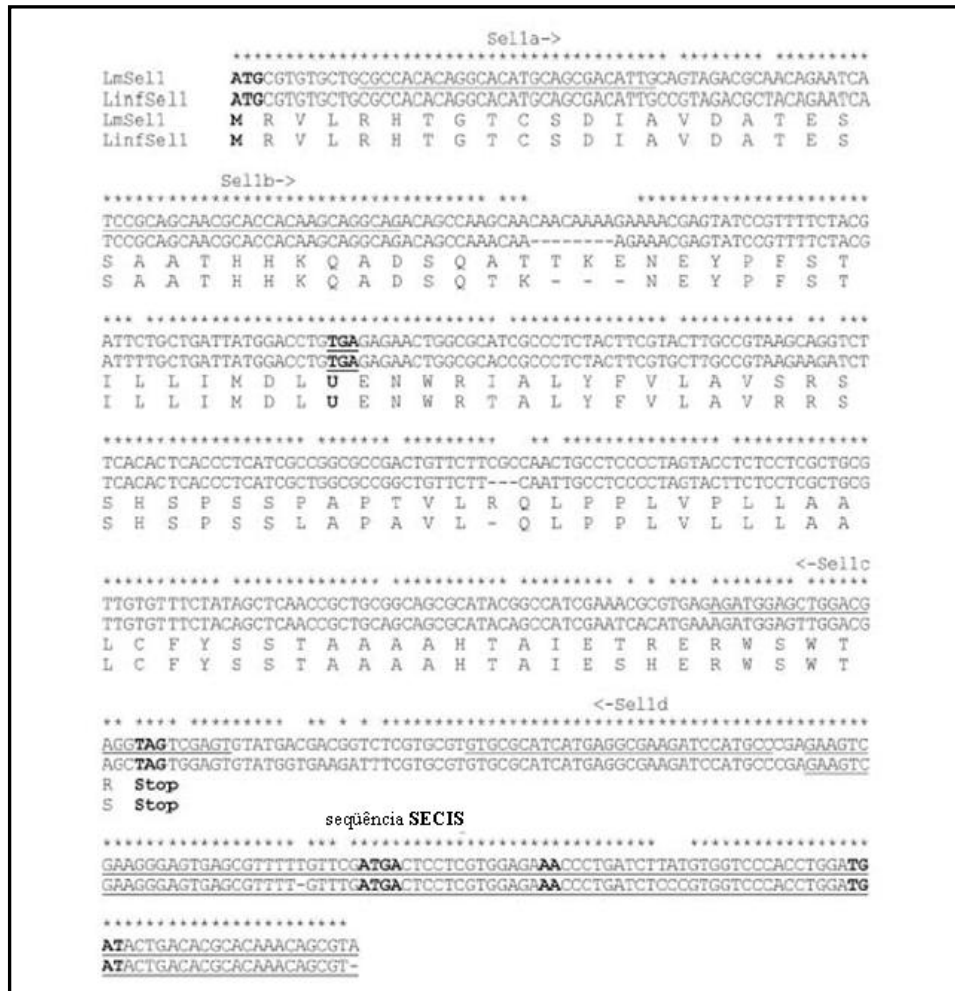 Sel1a->
************************************************* ******** ********
LmSel1 ATGCGTGTGCTGCGCCACACAGGCACATGCAGCGACATTGCAGTAGACGCAACAGAATCA
LinfSel1 ATGCGTGTGCTGCGCCACACAGGCACATGCAGCGACATTGCCGTAGACGCTACAGAATCA
LmSel1 M R V L R H T G T C S D I A V D A T E S
LinfSel1 M R V L R H T G T C S D I A V D A T E S
Sel1b->
TCCGCAGCAACGCACCACAAGCAGGCAGACAGCCAAGCAACAACAAAAGAAAACGAGTATCCGTTTTCTACG
TCCGCAGCAACGCACCACAAGCAGGCAGACAGCCAAACAA--------AGAAACGAGTATCCGTTTTCTACG
S A A T H H K Q A D S Q A T T K E N E Y P F S T
S A A T H H K Q A D S Q T K - - - N E Y P F S T
ATTCTGCTGATTATGGACCTGTGAGAGAACTGGCGCATCGCCCTCTACTTCGTACTTGCCGTAAGCAGGTCT
ATTTTGCTGATTATGGACCTGTGAGAGAACTGGCGCACCGCCCTCTACTTCGTGCTTGCCGTAAGAAGATCT
I L L I M D L U E N W R I A L Y F V L A V S R S
I L L I M D L U E N W R T A L Y F V L A V R R S
TCACACTCACCCTCATCGCCGGCGCCGACTGTTCTTCGCCAACTGCCTCCCCTAGTACCTCTCCTCGCTGCG
TCACACTCACCCTCATCGCTGGCGCCGGCTGTTCTT---CAATTGCCTCCCCTAGTACTTCTCCTCGCTGCG
S H S P S S P A P T V L R Q L P P L V P L L A A
S H S P S S L A P A V L - Q L P P L V L L L A A
<-Sel1c
TTGTGTTTCTATAGCTCAACCGCTGCGGCAGCGCATACGGCCATCGAAACGCGTGAGAGATGGAGCTGGACG
TTGTGTTTCTACAGCTCAACCGCTGCAGCAGCGCATACAGCCATCGAATCACATGAAAGATGGAGTTGGACG
L C F Y S S T A A A A H T A I E T R E R W S W T
L C F Y S S T A A A A H T A I E S H E R W S W T
<-Sel1d
AGGTAGTCGAGTGTATGACGACGGTCTCGTGCGTGTGCGCATCATGAGGCGAAGATCCATGCCCGAGAAGTC
AGCTAGTGGAGTGTATGGTGAAGATTTCGTGCGTGTGCGCATCATGAGGCGAAGATCCATGCCCGAGAAGTC
R Stop
S Stop
seqüência SECIS
GAAGGGAGTGAGCGTTTTTGTTCGATGACTCCTCGTGGAGAAACCCTGATCTTATGTGGTCCCACCTGGATG
GAAGGGAGTGAGCGTTTT-GTTTGATGACTCCTCGTGGAGAAACCCTGATCTCCCGTGGTCCCACCTGGATG
***********************
ATACTGACACGCACAAACAGCGTA
ATACTGACACGCACAAACAGCGT-